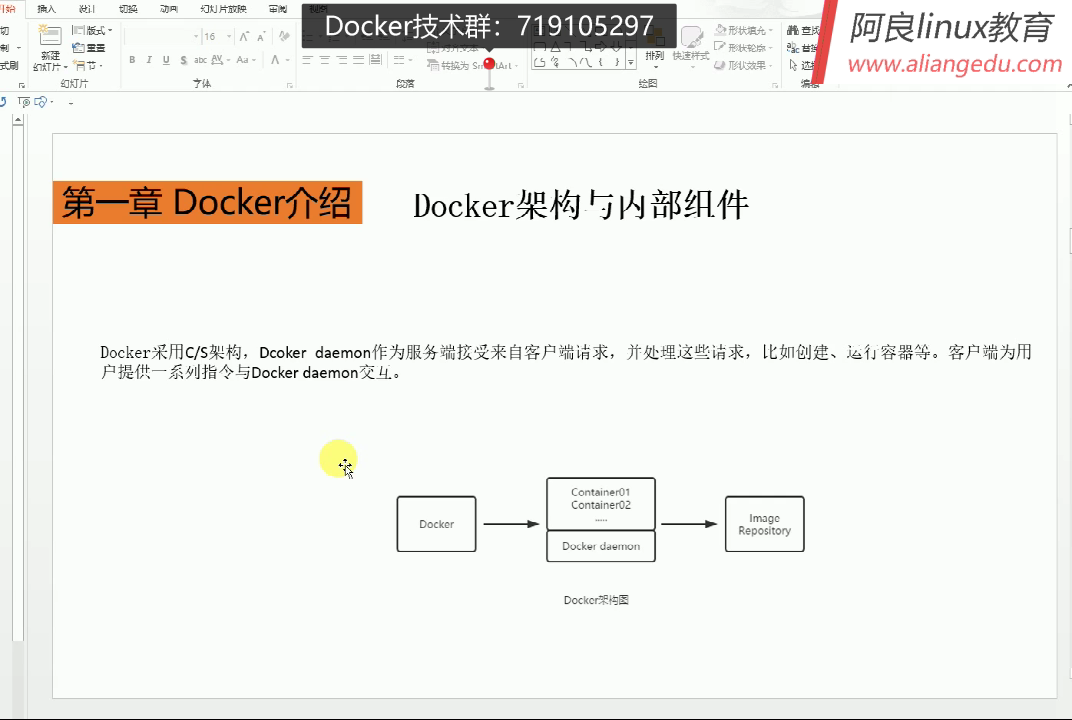 插入 设计 切换 动画 幻灯片放映 审阅
Docker技术群：719105297
阿良linux教育
www.aliangedu.com
新建
幻灯片
版式
重置
节
16
B I U S abc AV Aa A
转换为 SmartArt
排列
快速样式
形状填充
形状轮廓
形状效果
幻灯片
字体
段落
绘图
第一章 Docker介绍
Docker架构与内部组件
Docker采用C/S架构，Dcoker daemon作为服务端接受来自客户端请求，并处理这些请求，比如创建、运行容器等。客户端为用
户提供一系列指令与Docker daemon交互。
Docker
Container01
Container02
.....
Docker daemon
Image
Repository
Docker架构图